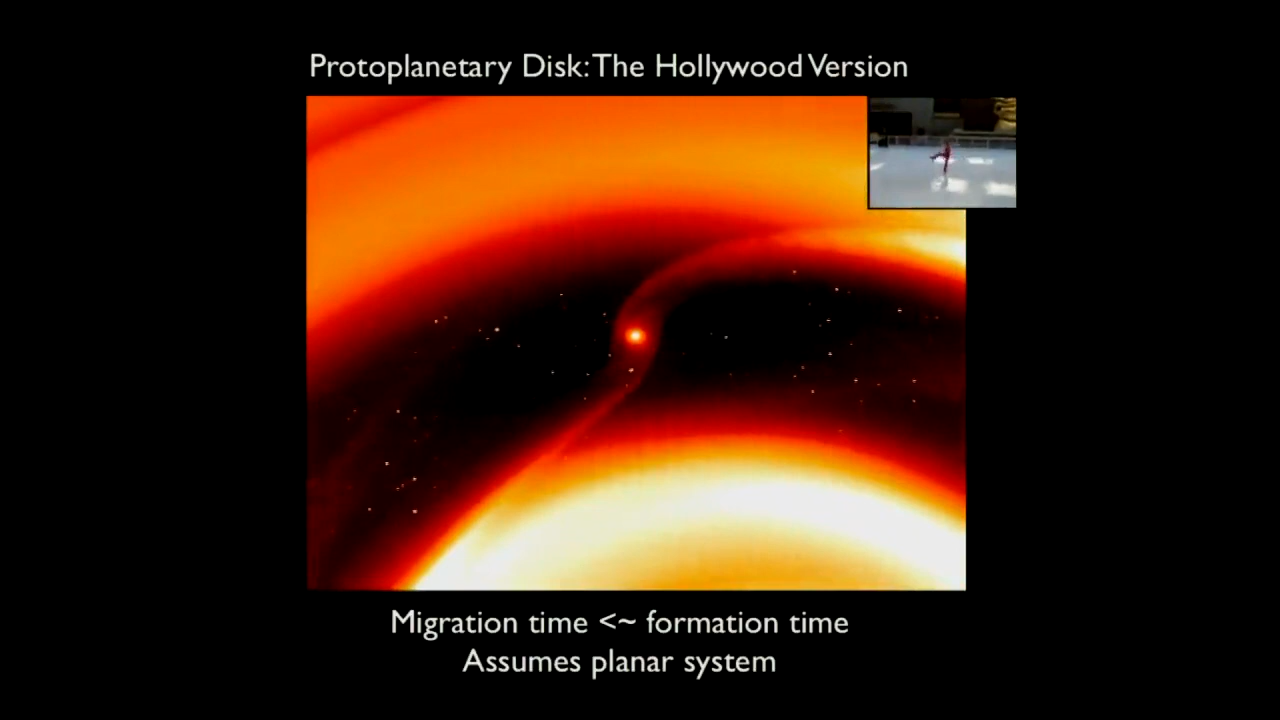 Protoplanetary Disk: The Hollywood Version
Migration time <~ formation time
Assumes planar system